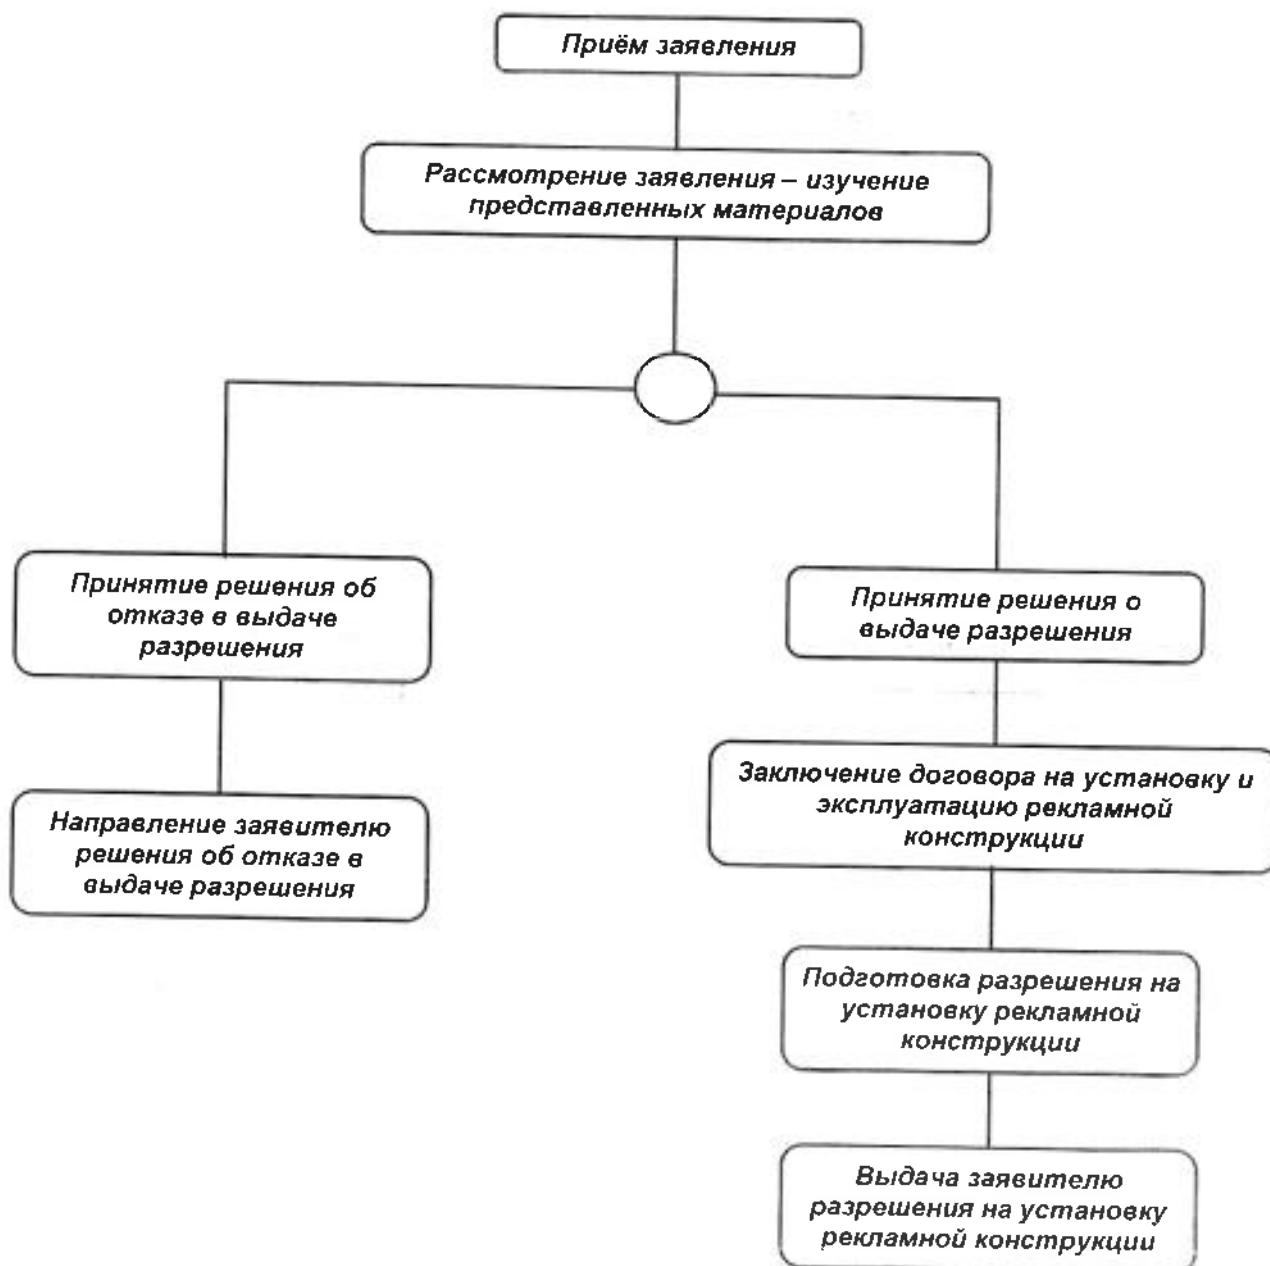 Приём заявления
Рассмотрение заявления – изучение
представленных материалов
Принятие решения об
отказе в выдаче
разрешения
Направление заявителю
решения об отказе в
выдаче разрешения
Принятие решения о
выдаче разрешения
Заключение договора на установку и
эксплуатацию рекламной
конструкции
Подготовка разрешения на
установку рекламной
конструкции
Выдача заявителю
разрешения на установку
рекламной конструкции